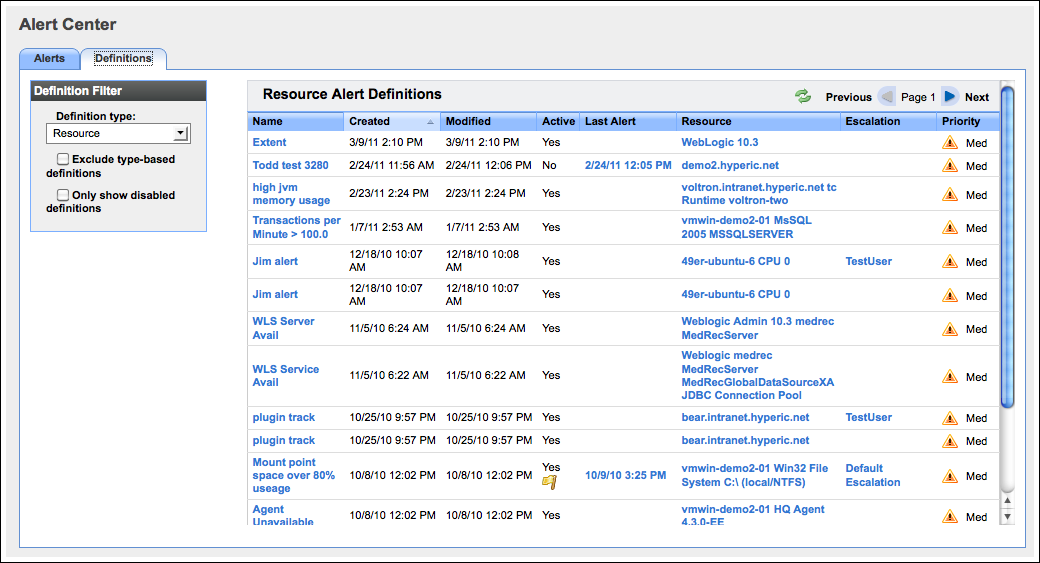 Alert Center
Alerts
Definitions
Definition Filter
Definition type:
Resource
Exclude type-based
definitions
Only show disabled
definitions
Resource Alert Definitions
Previous Page 1 Next
Name Created Modified Active Last Alert Resource Escalation Priority
Extent 3/9/11 2:10 PM 3/9/11 2:10 PM Yes WebLogic 10.3 Med
Todd test 3280 2/24/11 11:56 AM 2/24/11 12:06 PM No 2/24/11 12:05 PM demo2.hyperic.net Med
high jvm
memory usage 2/23/11 2:24 PM 2/23/11 2:24 PM Yes voltron.intranet.hyperic.net tc
Runtime voltron-two Med
Transactions per
Minute > 100.0 1/7/11 2:53 AM 1/7/11 2:53 AM Yes vmwin-demo2-01 MsSQL
2005 MSSQLSERVER Med
Jim alert 12/18/10 10:07
AM 12/18/10 10:08
AM Yes 49er-ubuntu-6 CPU 0 TestUser Med
Jim alert 12/18/10 10:07
AM 12/18/10 10:07
AM Yes 49er-ubuntu-6 CPU 0 Med
WLS Server
Avail 11/5/10 6:24 AM 11/5/10 6:24 AM Yes Weblogic Admin 10.3 medrec
MedRecServer Med
WLS Service
Avail 11/5/10 6:22 AM 11/5/10 6:22 AM Yes Weblogic medrec
MedRecServer
MedRecGlobalDataSourceXA
JDBC Connection Pool Med
plugin track 10/25/10 9:57 PM 10/25/10 9:57 PM Yes bear.intranet.hyperic.net TestUser Med
plugin track 10/25/10 9:57 PM 10/25/10 9:57 PM Yes bear.intranet.hyperic.net Med
Mount point
space over 80%
useage 10/8/10 12:02 PM 10/8/10 12:02 PM Yes 10/9/10 3:25 PM vmwin-demo2-01 Win32 File
System C:\ (local/NTFS) Default
Escalation Med
Agent
Unavailable 10/8/10 12:02 PM 10/8/10 12:02 PM Yes vmwin-demo2-01 HQ Agent
4.3.0-EE Med